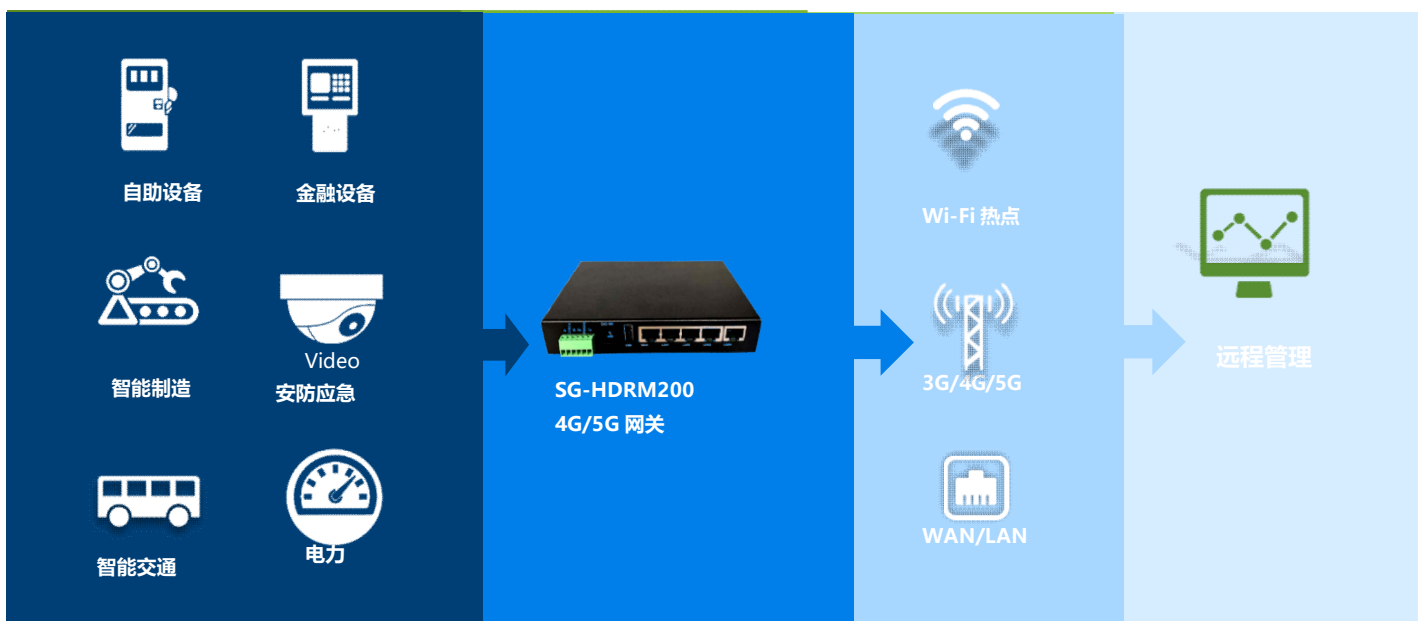 自助设备
金融设备
智能制造
Video
安防应急
智能交通
电力
SG-HDRM200
4G/5G 网关
Wi-Fi 热点
3G/4G/5G
WAN/LAN
远程管理